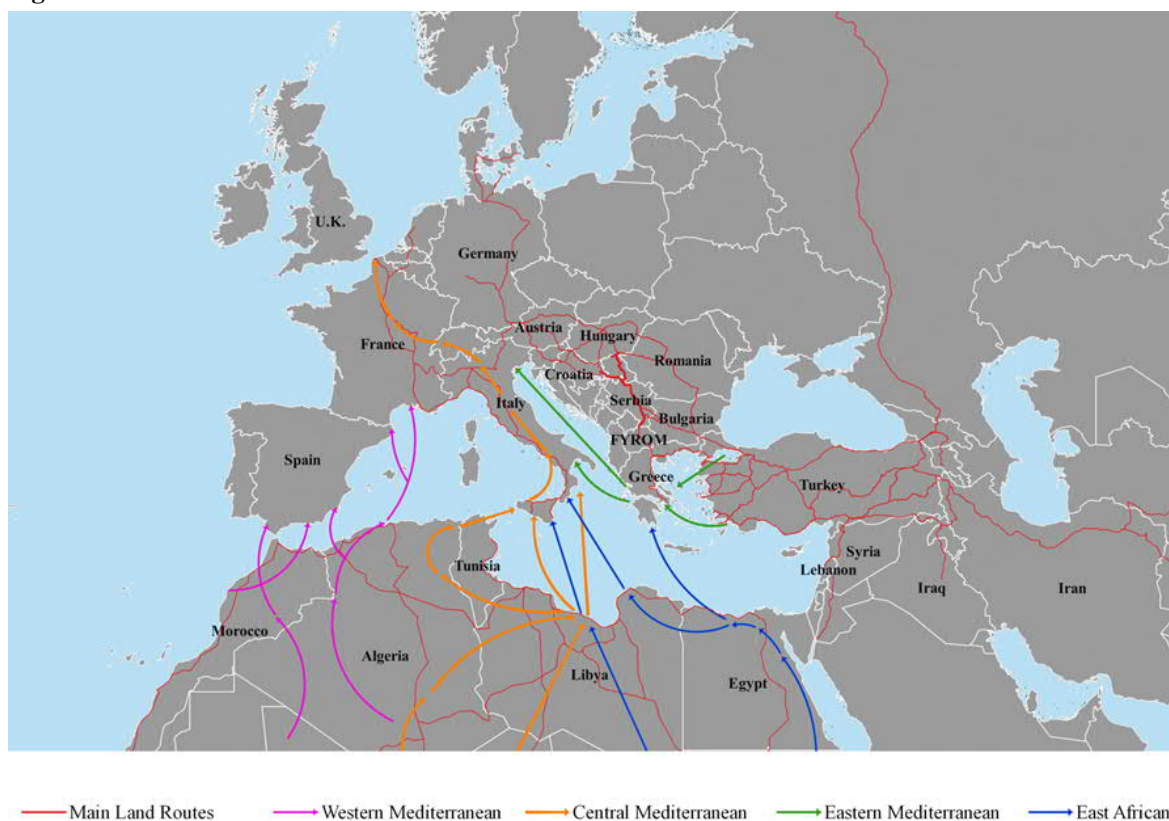 U.K.
Germany
France
Austria
Hungary
Romania
Croatia
Italy
Serbia
Bulgaria
FYROM
Spain
Greece
Turkey
Syria
Lebanon
Iraq
Iran
Tunisia
Morocco
Algeria
Libya
Egypt
Main Land Routes
Western Mediterranean
Central Mediterranean
Eastern Mediterranean
East African